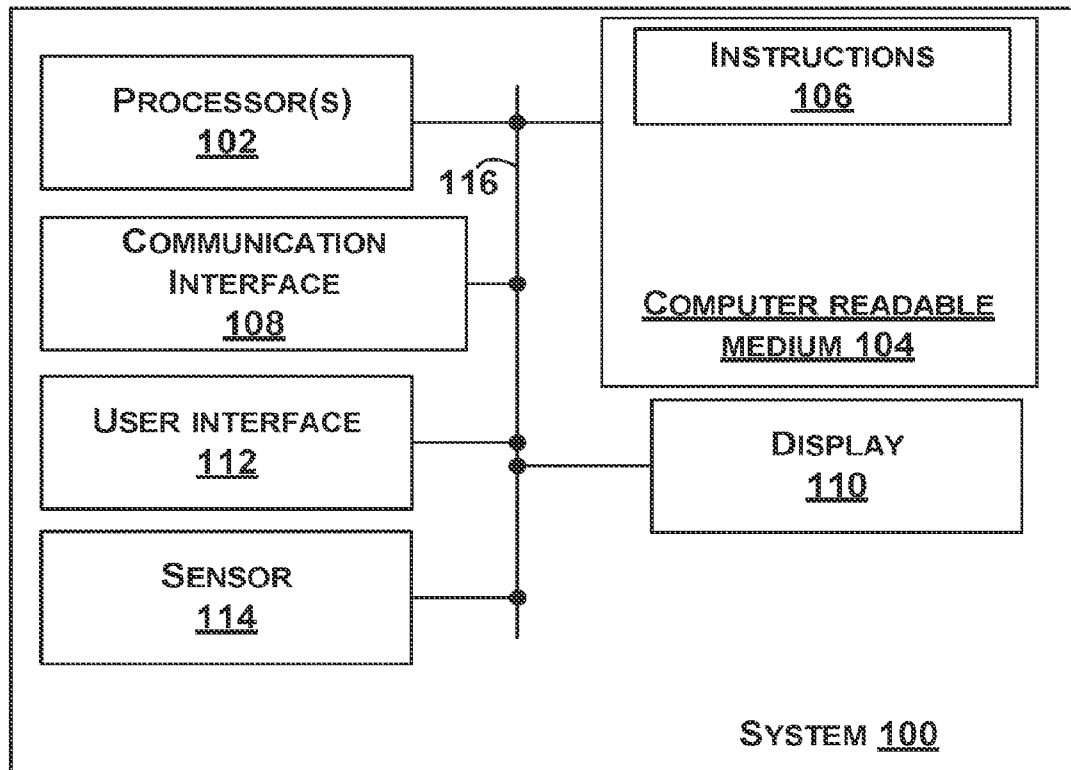 PROCESSOR(S)
102
INSTRUCTIONS
106
116
COMMUNICATION
INTERFACE
108
COMPUTER READABLE
MEDIUM 104
USER INTERFACE
112
DISPLAY
110
SENSOR
114
SYSTEM 100